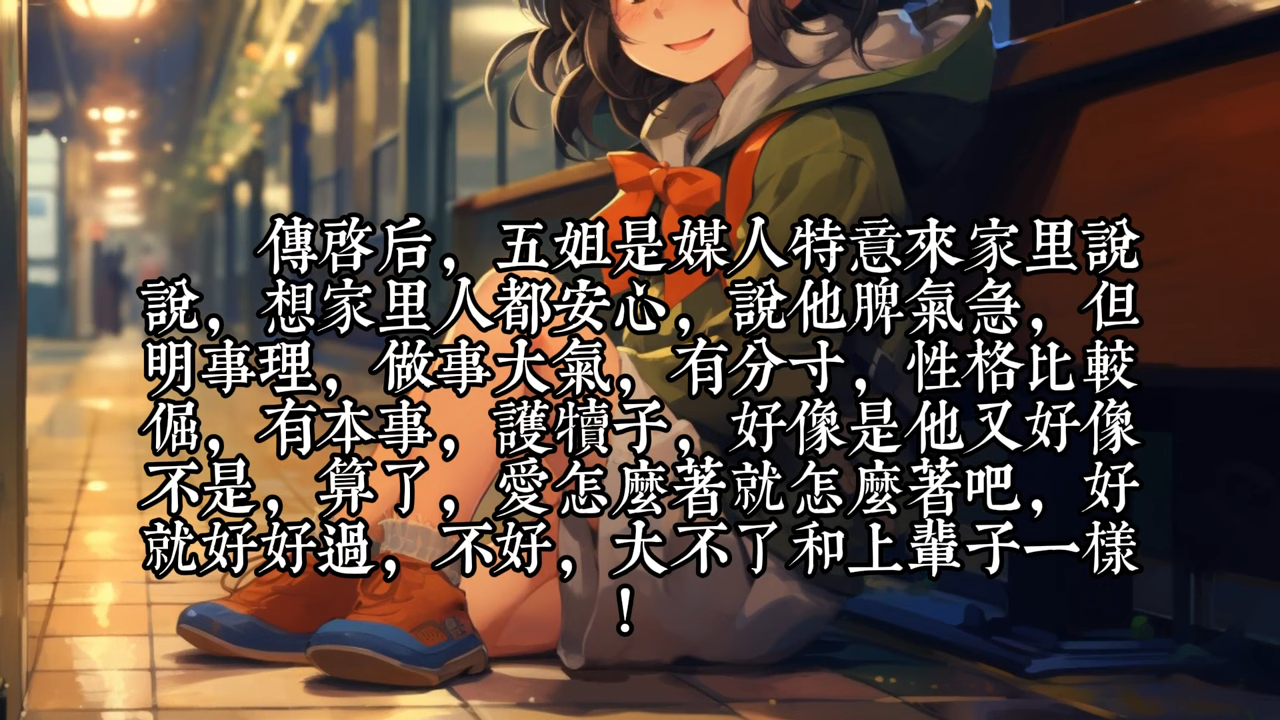 傳啓后，五姐是媒人特意來家里說
說，想家里人都安心，說他脾氣急，但
明事理，做事大氣，有分寸，性格比較
倔，有本事，護犢子，好像是他又好像
不是，算了，愛怎麼著就怎麼著吧，好
就好好過，不好，大不了和上輩子一樣
！